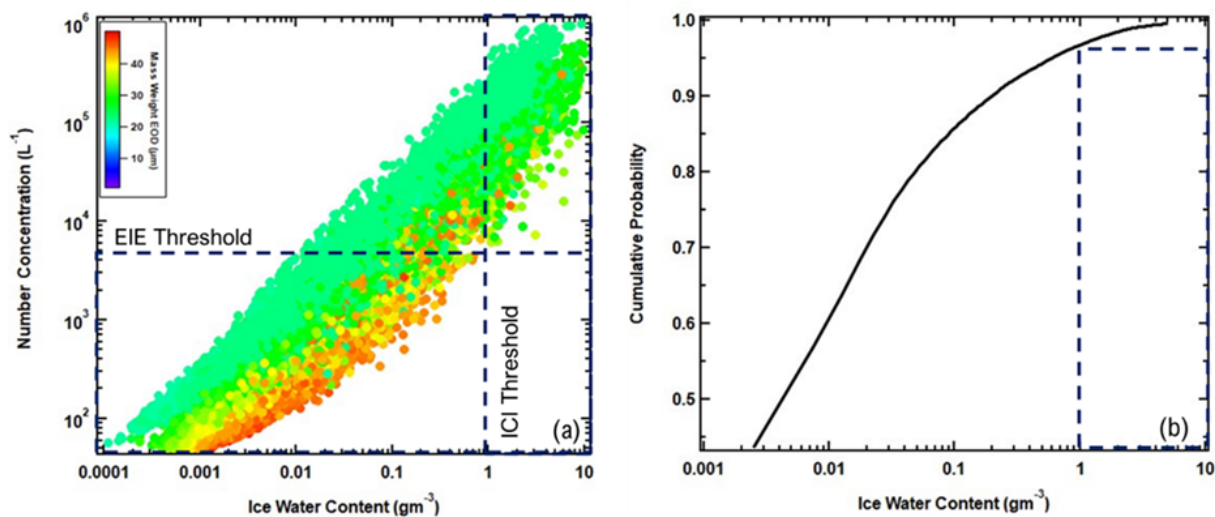 10⁶
10⁵
10⁴
10³
10²
Number Concentration (L⁻¹)
40
30
20
10
Mass Weight EOD (μm)
EIE Threshold
ICI Threshold
(a)
0.0001
0.001
0.01
0.1
1
10
Ice Water Content (gm⁻³)
1.0
0.9
0.8
0.7
0.6
0.5
Cumulative Probability
(b)
0.001
0.01
0.1
1
10
Ice Water Content (gm⁻³)